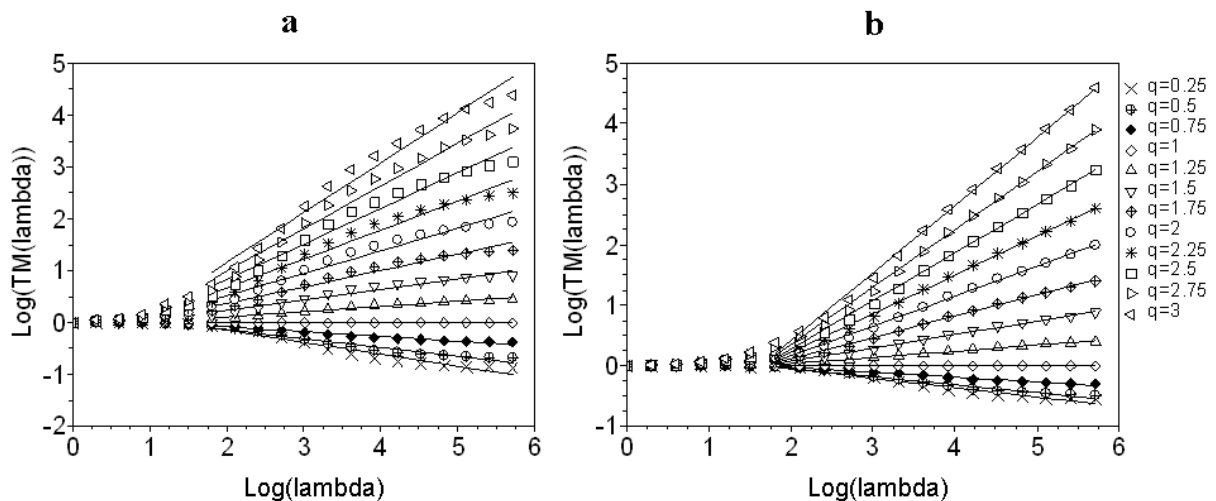 a
b
5
4
3
2
1
0
-1
-2
Log(TM(lambda))
0 1 2 3 4 5 6
Log(lambda)
5
4
3
2
1
0
-1
Log(TM(lambda))
0 1 2 3 4 5 6
Log(lambda)
q=0.25
q=0.5
q=0.75
q=1
q=1.25
q=1.5
q=1.75
q=2
q=2.25
q=2.5
q=2.75
q=3